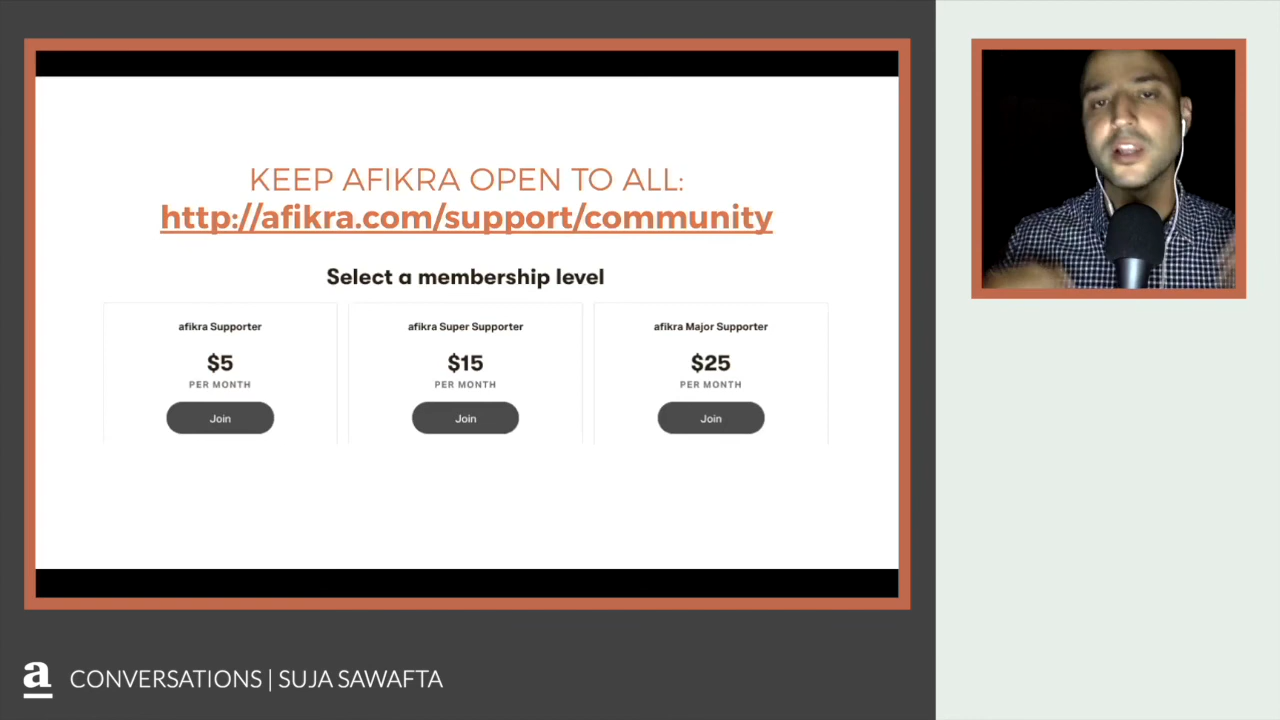 KEEP AFIKRA OPEN TO ALL:
http://afikra.com/support/community
Select a membership level
afikra Supporter
$5
PER MONTH
Join
afikra Super Supporter
$15
PER MONTH
Join
afikra Major Supporter
$25
PER MONTH
Join
a CONVERSATIONS | SUJA SAWAFTA